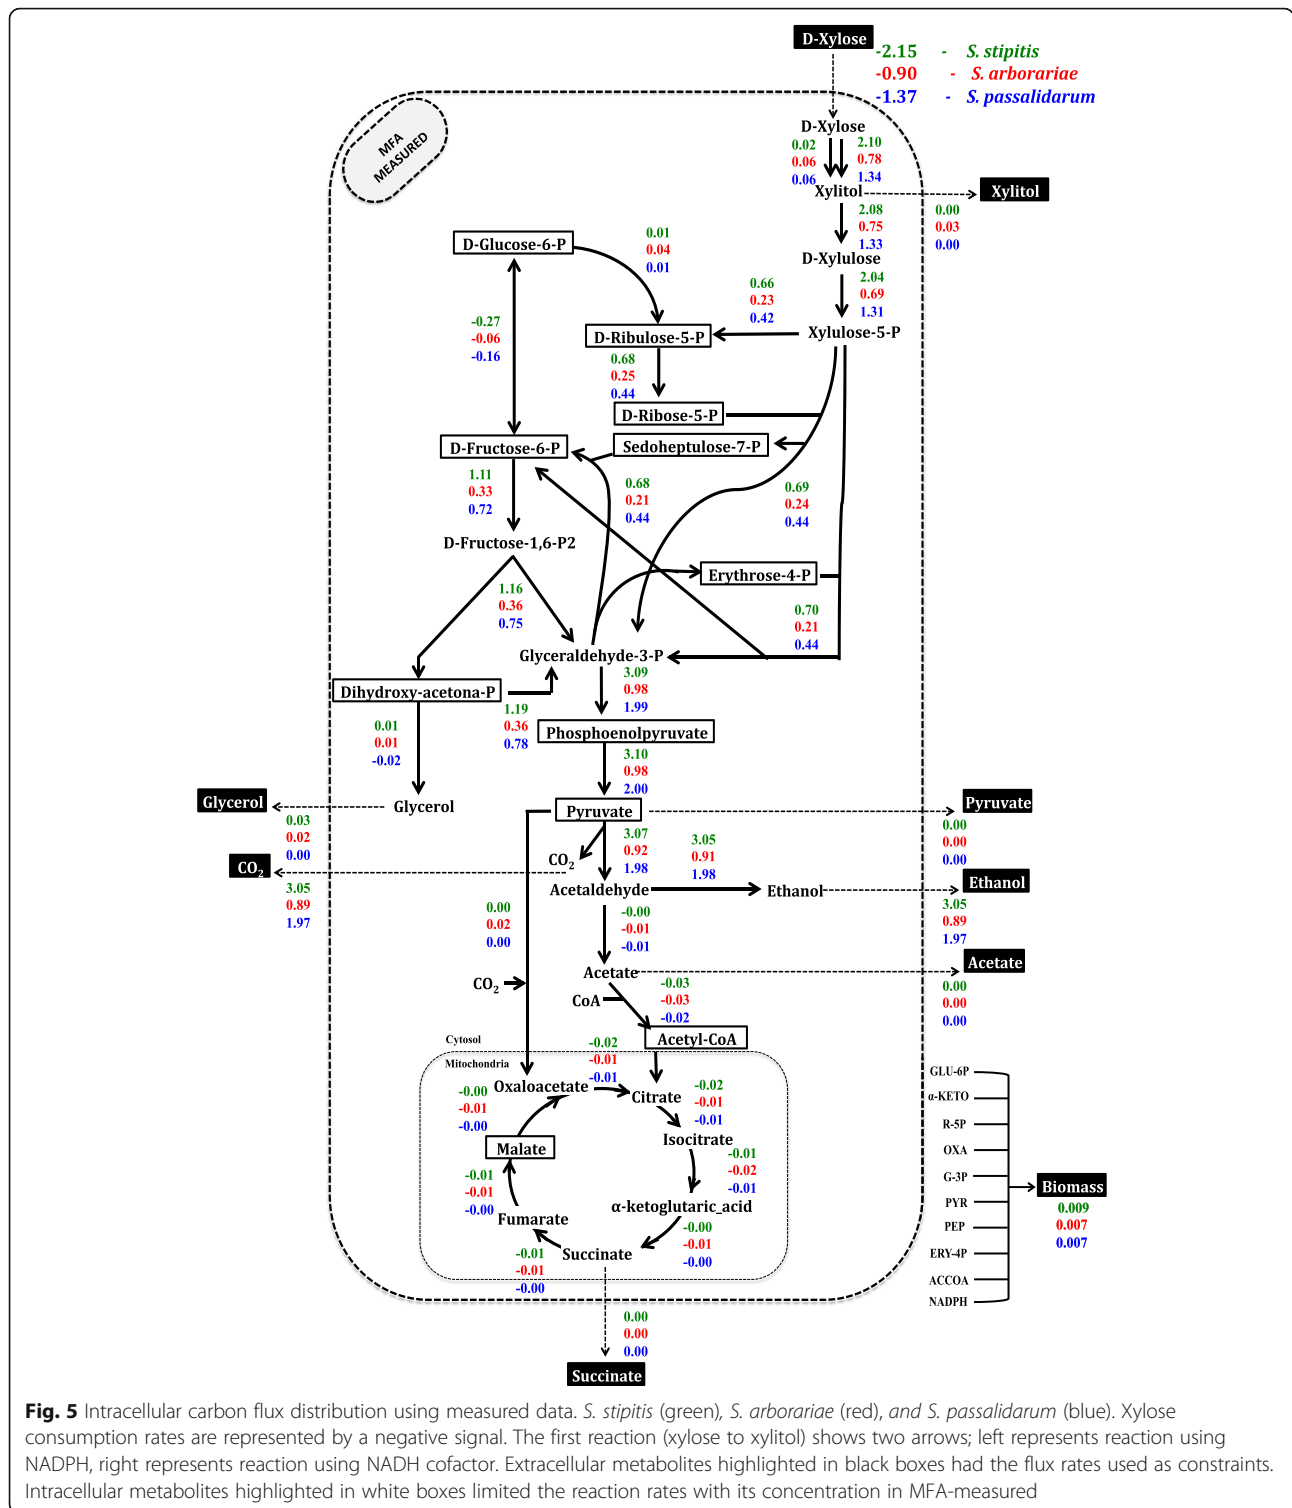 D-Xylose
-2.15 - S. stipitis
-0.90 - S. arborariae
-1.37 - S. passalidarum
MFA
MEASURED
D-Xylose
0.02
0.06
0.06
2.10
0.78
1.34
Xylitol
Xylitol
2.08
0.75
1.33
0.00
0.03
0.00
D-Xylulose
2.04
0.69
1.31
Xylulose-5-P
0.66
0.23
0.42
D-Glucose-6-P
0.01
0.04
0.01
D-Ribulose-5-P
-0.27
-0.06
-0.16
0.68
0.25
0.44
D-Ribose-5-P
Sedoheptulose-7-P
D-Fructose-6-P
1.11
0.33
0.72
0.68
0.21
0.44
0.69
0.24
0.44
D-Fructose-1,6-P2
Erythrose-4-P
1.16
0.36
0.75
0.70
0.21
0.44
Glyceraldehyde-3-P
Dihydroxy-acetona-P
3.09
0.98
1.99
1.19
0.36
0.78
0.01
0.01
-0.02
Phosphoenolpyruvate
3.10
0.98
2.00
Glycerol
Glycerol
0.03
0.02
0.00
Pyruvate
Pyruvate
0.00
0.00
0.00
3.07
0.92
1.98
3.05
0.91
1.98
CO2
CO2
3.05
0.89
1.97
Acetaldehyde
Ethanol
Ethanol
3.05
0.89
1.97
0.00
0.02
0.00
-0.00
-0.01
-0.01
Acetate
Acetate
0.00
0.00
0.00
CO2
CoA
-0.03
-0.03
-0.02
Acetyl-CoA
Cytosol
Mitochondria
-0.02
-0.01
-0.01
Oxaloacetate
Citrate
-0.02
-0.01
-0.01
-0.00
-0.01
-0.00
Isocitrate
Malate
-0.01
-0.02
-0.01
-0.01
-0.01
-0.00
α-ketoglutaric_acid
Fumarate
-0.00
-0.01
-0.00
Succinate
-0.01
-0.01
-0.00
0.00
0.00
0.00
Succinate
GLU-6P
α-KETO
R-5P
OXA
G-3P
PYR
PEP
ERY-4P
ACCOA
NADPH
Biomass
0.009
0.007
0.007
Fig. 5 Intracellular carbon flux distribution using measured data. S. stipitis (green), S. arborariae (red), and S. passalidarum (blue). Xylose
consumption rates are represented by a negative signal. The first reaction (xylose to xylitol) shows two arrows; left represents reaction using
NADPH, right represents reaction using NADH cofactor. Extracellular metabolites highlighted in black boxes had the flux rates used as constraints.
Intracellular metabolites highlighted in white boxes limited the reaction rates with its concentration in MFA-measured